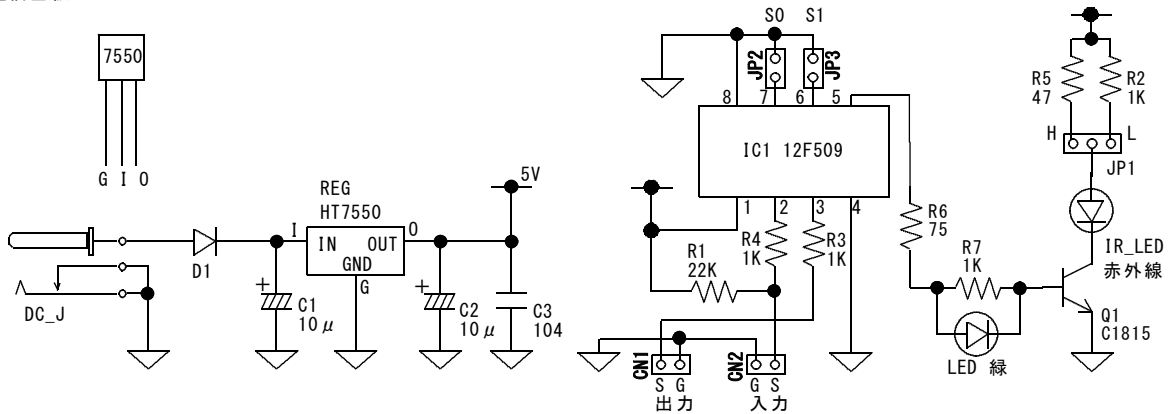 7550
G I O
REG
HT7550
I
IN OUT
O
GND
G
D1
DC_J
C1
10μ
C2
10μ
C3
104
5V
S0 S1
JP2
JP3
8 7 6 5
IC1 12F509
1 2 3 4
R1
22K
R4
1K
R3
1K
CN1
S G
出力
CN2
G S
入力
R6
75
R7
1K
LED 緑
R5
47
R2
1K
H L
JP1
IR_LED
赤外線
Q1
C1815